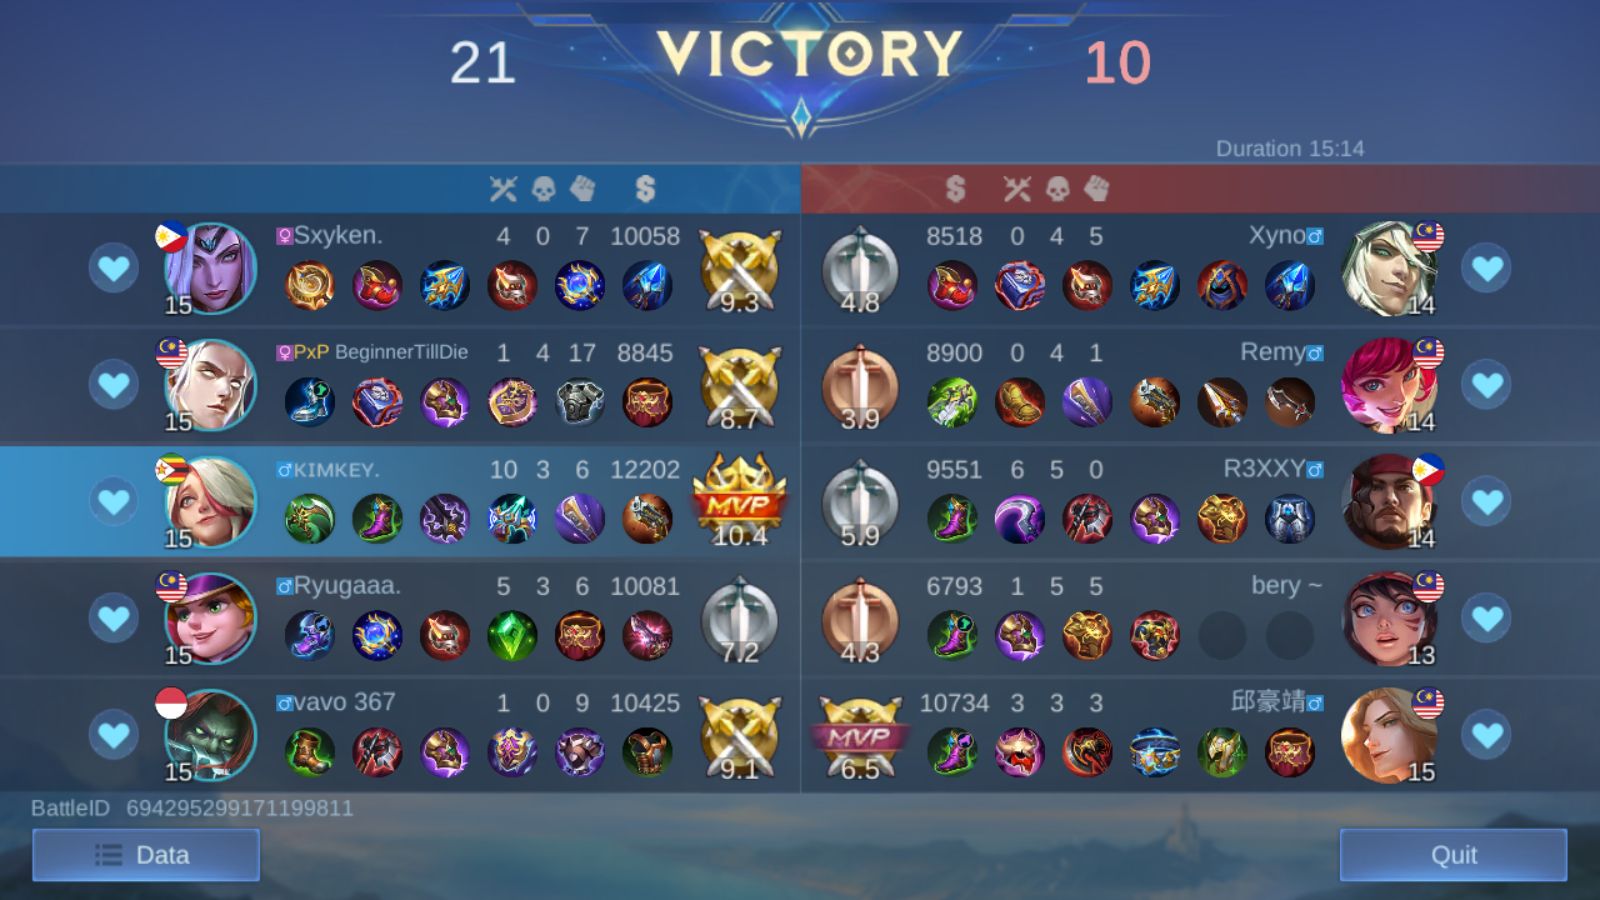 21 VICTORY 10
Duration 15:14
Sxyken. 4 0 7 10058
15 9.3
8518 0 4 5 Xyno
4.8 14
PxP BeginnerTillDie 1 4 17 8845
15 8.7
8900 0 4 1 Remy
3.9 14
KIMKEY. 10 3 6 12202
15 MVP 10.4
9551 6 5 0 R3XXY
5.9 14
Ryugaaa. 5 3 6 10081
15 7.2
6793 1 5 5 bery ~
4.3 13
vavo 367 1 0 9 10425
15 9.1
10734 3 3 3 邱豪靖
MVP 6.5 15
BattleID 694295299171199811
Data
Quit